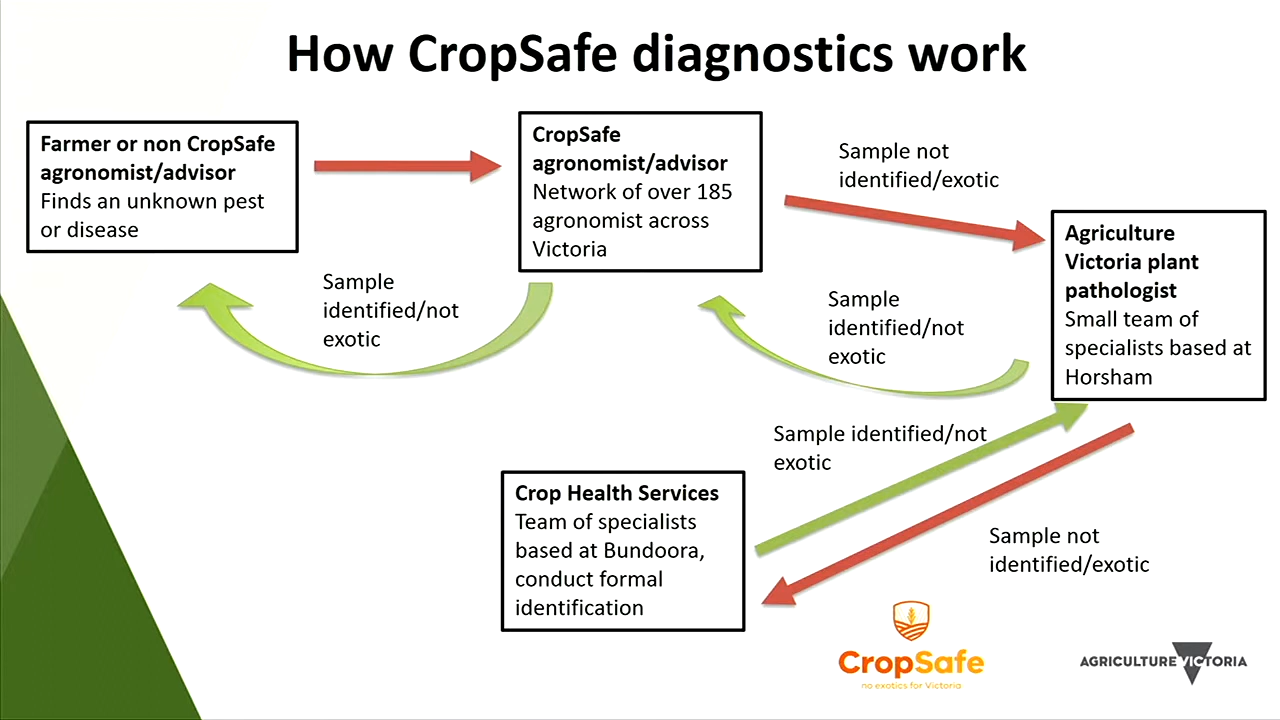 How CropSafe diagnostics work
Farmer or non CropSafe
agronomist/advisor
Finds an unknown pest
or disease
CropSafe
agronomist/advisor
Network of over 185
agronomist across
Victoria
Sample not
identified/exotic
Agriculture
Victoria plant
pathologist
Small team of
specialists based at
Horsham
Sample
identified/not
exotic
Sample
identified/not
exotic
Sample identified/not
exotic
Crop Health Services
Team of specialists
based at Bundoora,
conduct formal
identification
Sample not
identified/exotic
CropSafe
no exotics for Victoria
AGRICULTURE VICTORIA